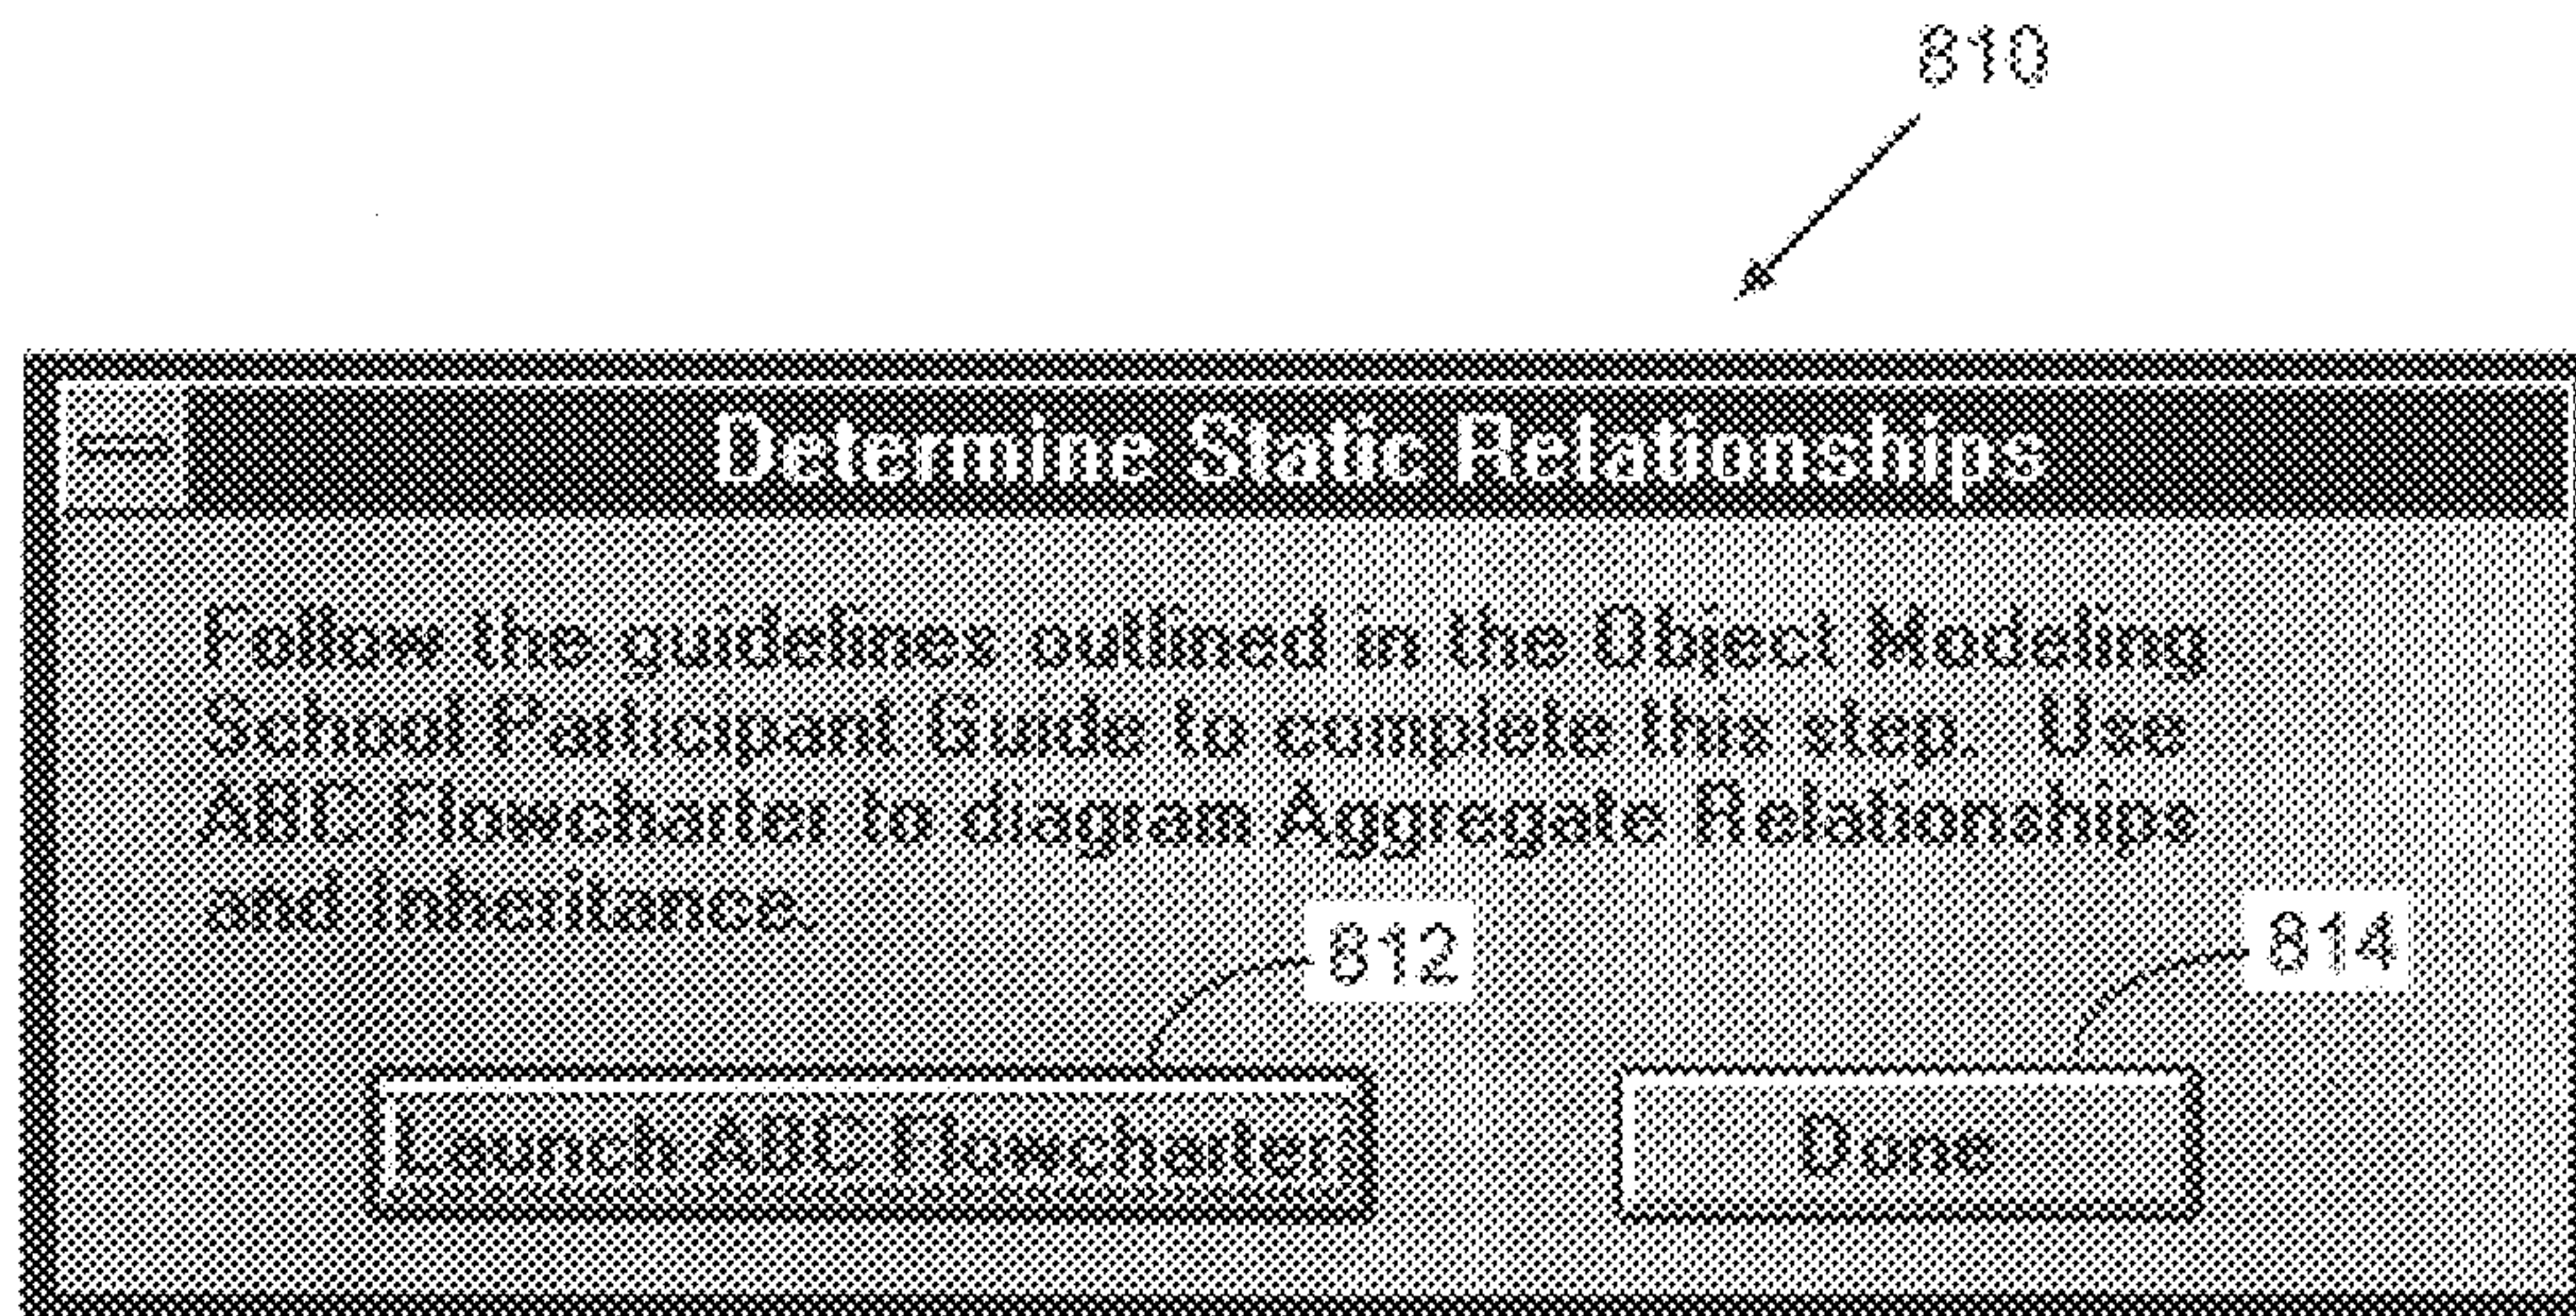 810
Determine Static Relationships
Follow the guidelines outlined in the Object Modeling
School Participant Guide to complete this step.  Use
ABC Flowcharter to diagram Aggregate Relationships
and Inheritance.
812
814
Launch ABC Flowcharter
Done